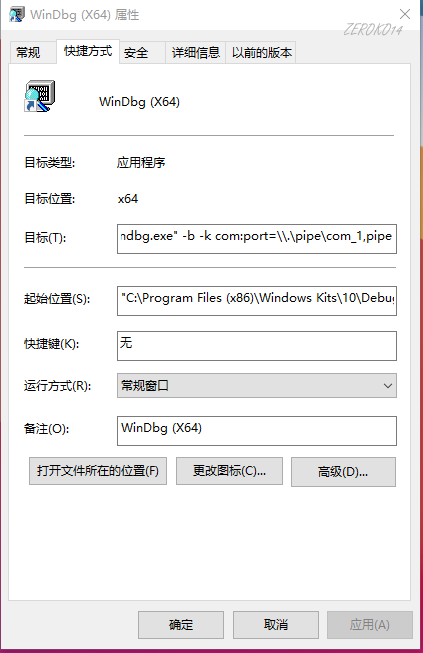 WinDbg (X64) 属性
ZEROKO14
常规 快捷方式 安全 详细信息 以前的版本
WinDbg (X64)
目标类型: 应用程序
目标位置: x64
目标(T): ndbg.exe" -b -k com:port=\\.\pipe\com_1,pipe
起始位置(S): "C:\Program Files (x86)\Windows Kits\10\Debug
快捷键(K): 无
运行方式(R): 常规窗口
备注(O): WinDbg (X64)
打开文件所在的位置(F) 更改图标(C)... 高级(D)...
确定 取消 应用(A)